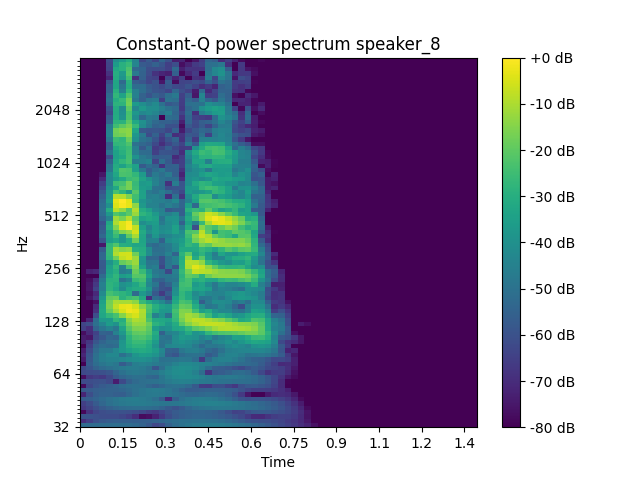 Constant-Q power spectrum speaker_8
Hz
2048
1024
512
256
128
64
32
0 0.15 0.3 0.45 0.6 0.75 0.9 1.1 1.2 1.4
Time
+0 dB
-10 dB
-20 dB
-30 dB
-40 dB
-50 dB
-60 dB
-70 dB
-80 dB